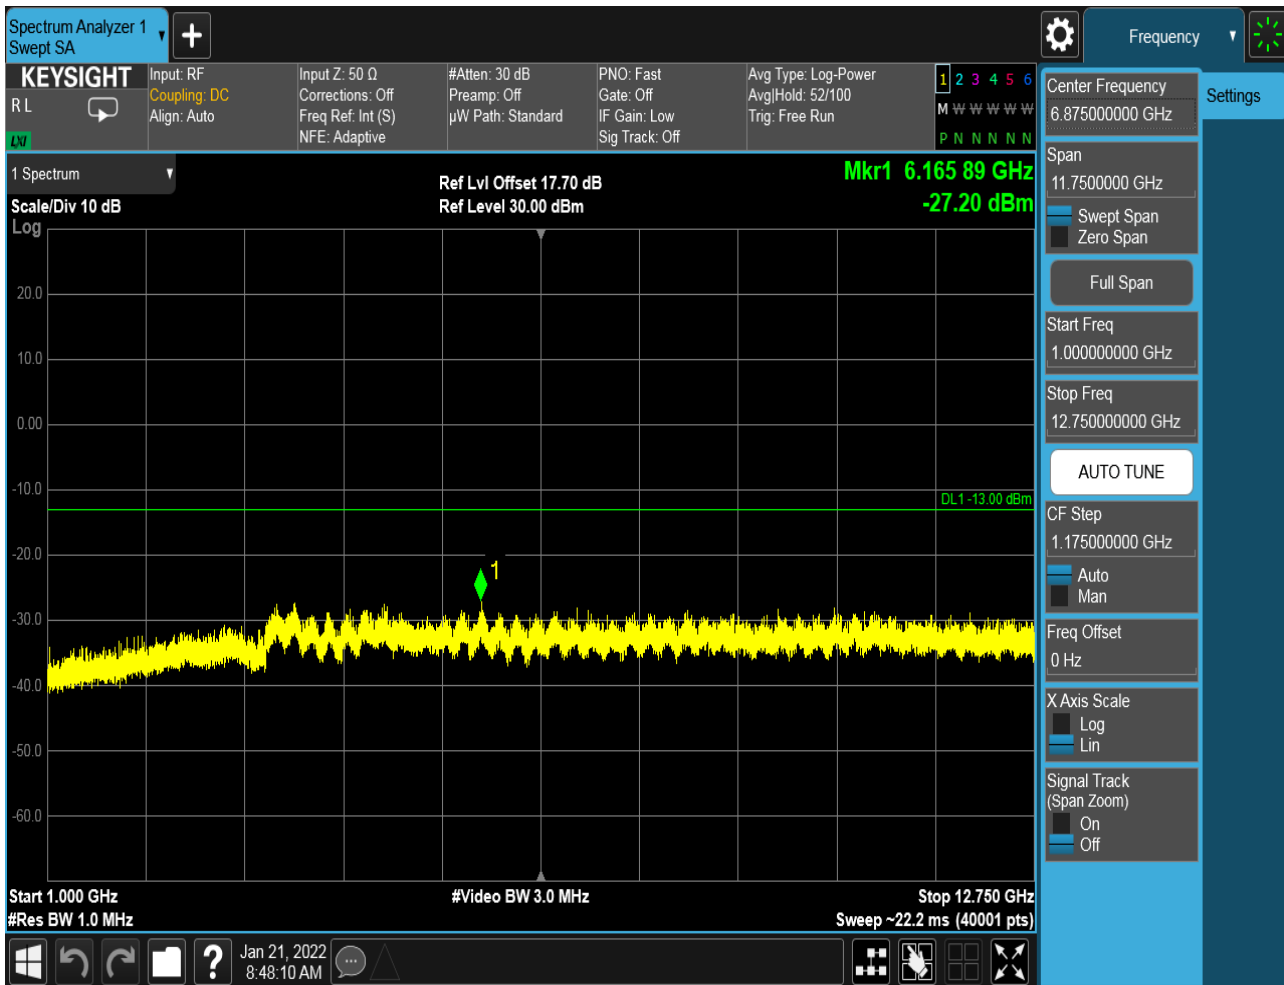 Spectrum Analyzer 1
Swept SA
Frequency
KEYSIGHT
R L
LXI
Input: RF
Coupling: DC
Align: Auto
Input Z: 50 Ω
Corrections: Off
Freq Ref: Int (S)
NFE: Adaptive
#Atten: 30 dB
Preamp: Off
µW Path: Standard
PNO: Fast
Gate: Off
IF Gain: Low
Sig Track: Off
Avg Type: Log-Power
Avg|Hold: 52/100
Trig: Free Run
1 2 3 4 5 6
M W W W W W
P N N N N N
Center Frequency
6.875000000 GHz
Settings
Span
11.7500000 GHz
Swept Span
Zero Span
Full Span
Start Freq
1.000000000 GHz
Stop Freq
12.750000000 GHz
AUTO TUNE
CF Step
1.175000000 GHz
Auto
Man
Freq Offset
0 Hz
X Axis Scale
Log
Lin
Signal Track
(Span Zoom)
On
Off
1 Spectrum
Scale/Div 10 dB
Log
Ref Lvl Offset 17.70 dB
Ref Level 30.00 dBm
Mkr1 6.165 89 GHz
-27.20 dBm
20.0
10.0
0.00
-10.0
DL1 -13.00 dBm
-20.0
1
-30.0
-40.0
-50.0
-60.0
Start 1.000 GHz
#Res BW 1.0 MHz
#Video BW 3.0 MHz
Stop 12.750 GHz
Sweep ~22.2 ms (40001 pts)
?
Jan 21, 2022
8:48:10 AM